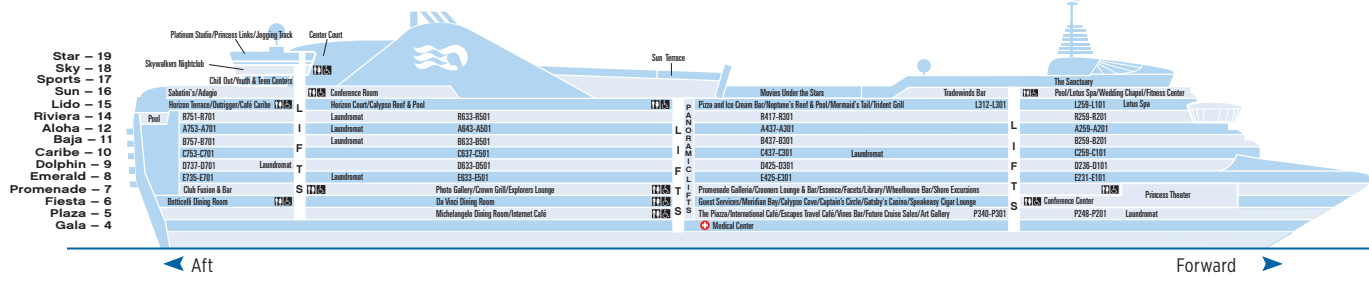 Platinum Studio/Princess Links/Jogging Track
Center Court
Star – 19
Sky – 18
Skywalkers Nightclub
Sun Terrace
Sports – 17
Chill Out/Youth & Teen Centers
The Sanctuary
Sun – 16
Sabatini's/Adagio
Conference Room
Movies Under the Stars
Tradewinds Bar
Pool/Lotus Spa/Wedding Chapel/Fitness Center
Lido – 15
Horizon Terrace/Outrigger/Café Caribe
Horizon Court/Calypso Reef & Pool
Pizza and Ice Cream Bar/Neptune's Reef & Pool/Mermaid's Tail/Trident Grill
L312-L301
L259-L101
Lotus Spa
Riviera – 14
Pool
R751-R701
Laundromat
R633-R501
R417-R301
R259-R201
Aloha – 12
A753-A701
Laundromat
A643-A501
A437-A301
A259-A201
Baja – 11
B757-B701
Laundromat
B633-B501
B437-B301
B259-B201
Caribe – 10
C753-C701
C637-C501
C437-C301
Laundromat
C259-C101
Dolphin – 9
D737-D701
Laundromat
D633-D501
D425-D301
D236-D101
Emerald – 8
E735-E701
Laundromat
E633-E501
E425-E301
E231-E101
Promenade – 7
Club Fusion & Bar
Photo Gallery/Crown Grill/Explorers Lounge
Promenade Galleria/Crooners Lounge & Bar/Essence/Facets/Library/Wheelhouse Bar/Shore Excursions
Princess Theater
Fiesta – 6
Botticelli Dining Room
Da Vinci Dining Room
Guest Services/Meridian Bay/Calypso Cove/Captain's Circle/Gatsby's Casino/Speakeasy Cigar Lounge
Conference Center
Plaza – 5
Michelangelo Dining Room/Internet Café
The Piazza/International Café/Escapes Travel Café/Vines Bar/Future Cruise Sales/Art Gallery
P340-P301
P248-P201
Laundromat
Gala – 4
Medical Center
LIFTS
LIFTS
PANORAMIC LIFTS
LIFTS
Aft
Forward